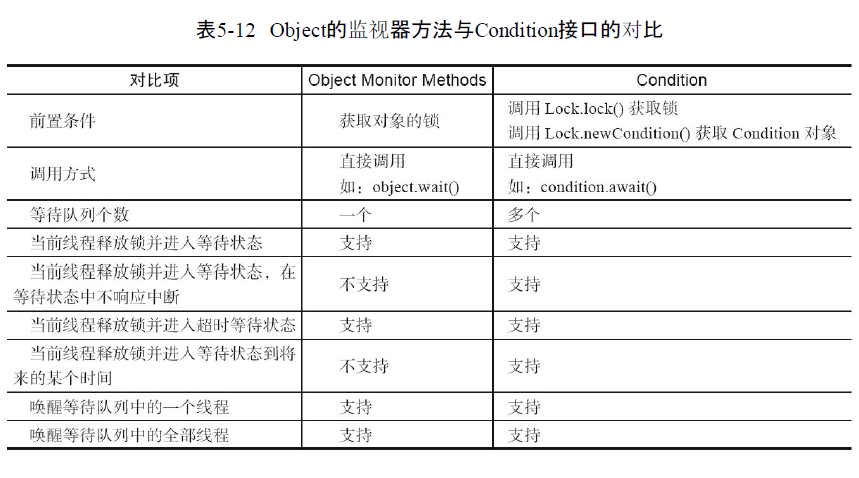 表5-12 Object的监视器方法与Condition接口的对比
对比项 Object Monitor Methods Condition
前置条件 获取对象的锁 调用 Lock.lock() 获取锁
调用 Lock.newCondition() 获取 Condition 对象
调用方式 直接调用 直接调用
如：object.wait() 如：condition.await()
等待队列个数 一个 多个
当前线程释放锁并进入等待状态 支持 支持
当前线程释放锁并进入等待状态，在
等待状态中不响应中断 不支持 支持
当前线程释放锁并进入超时等待状态 支持 支持
当前线程释放锁并进入等待状态到将
来的某个时间 不支持 支持
唤醒等待队列中的一个线程 支持 支持
唤醒等待队列中的全部线程 支持 支持